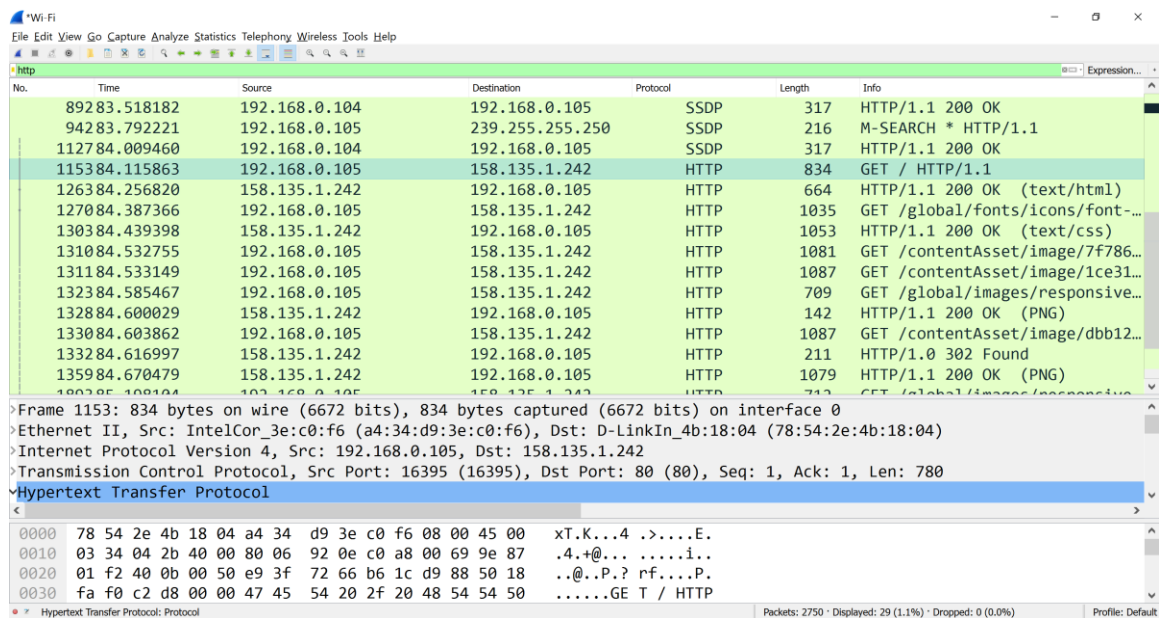 *Wi-Fi
File Edit View Go Capture Analyze Statistics Telephony Wireless Tools Help
http Expression...
No. Time Source Destination Protocol Length Info
892 83.518182 192.168.0.104 192.168.0.105 SSDP 317 HTTP/1.1 200 OK
942 83.792221 192.168.0.105 239.255.255.250 SSDP 216 M-SEARCH * HTTP/1.1
1127 84.009460 192.168.0.104 192.168.0.105 SSDP 317 HTTP/1.1 200 OK
1153 84.115863 192.168.0.105 158.135.1.242 HTTP 834 GET / HTTP/1.1
1263 84.256820 158.135.1.242 192.168.0.105 HTTP 664 HTTP/1.1 200 OK (text/html)
1270 84.387366 192.168.0.105 158.135.1.242 HTTP 1035 GET /global/fonts/icons/font-…
1303 84.439398 158.135.1.242 192.168.0.105 HTTP 1053 HTTP/1.1 200 OK (text/css)
1310 84.532755 192.168.0.105 158.135.1.242 HTTP 1081 GET /contentAsset/image/7f786…
1311 84.533149 192.168.0.105 158.135.1.242 HTTP 1087 GET /contentAsset/image/1ce31…
1323 84.585467 192.168.0.105 158.135.1.242 HTTP 709 GET /global/images/responsive…
1328 84.600029 158.135.1.242 192.168.0.105 HTTP 142 HTTP/1.1 200 OK (PNG)
1330 84.603862 192.168.0.105 158.135.1.242 HTTP 1087 GET /contentAsset/image/dbb12…
1332 84.616997 158.135.1.242 192.168.0.105 HTTP 211 HTTP/1.0 302 Found
1359 84.670479 158.135.1.242 192.168.0.105 HTTP 1079 HTTP/1.1 200 OK (PNG)
192.168.0.105 158.135.1.242 HTTP 712 GET /global/images/responsive
Frame 1153: 834 bytes on wire (6672 bits), 834 bytes captured (6672 bits) on interface 0
Ethernet II, Src: IntelCor_3e:c0:f6 (a4:34:d9:3e:c0:f6), Dst: D-LinkIn_4b:18:04 (78:54:2e:4b:18:04)
Internet Protocol Version 4, Src: 192.168.0.105, Dst: 158.135.1.242
Transmission Control Protocol, Src Port: 16395 (16395), Dst Port: 80 (80), Seq: 1, Ack: 1, Len: 780
Hypertext Transfer Protocol
0000 78 54 2e 4b 18 04 a4 34 d9 3e c0 f6 08 00 45 00 xT.K...4 .>....E.
0010 03 34 04 2b 40 00 80 06 92 0e c0 a8 00 69 9e 87 .4.+@... .....i..
0020 01 f2 40 0b 00 50 e9 3f 72 66 b6 1c d9 88 50 18 ..@..P.? rf....P.
0030 fa f0 c2 d8 00 00 47 45 54 20 2f 20 48 54 54 50 ......GE T / HTTP
Hypertext Transfer Protocol: Protocol Packets: 2750 · Displayed: 29 (1.1%) · Dropped: 0 (0.0%) Profile: Default